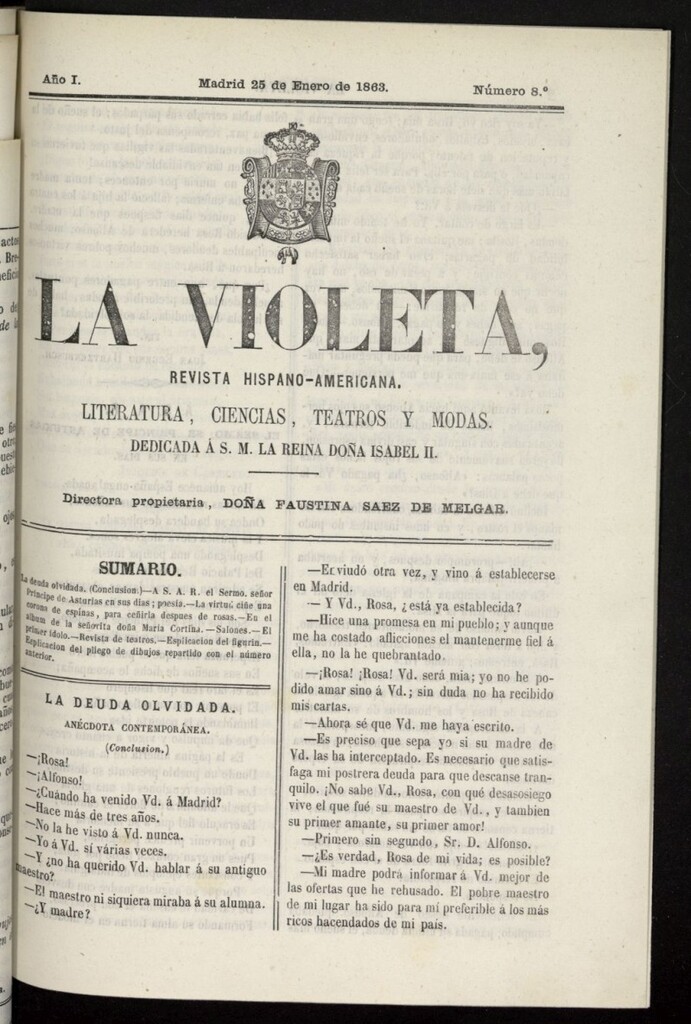 Año I.
Madrid 25 de Enero de 1863.
Número 8.º
LA VIOLETA,
REVISTA HISPANO-AMERICANA.
LITERATURA, CIENCIAS, TEATROS Y MODAS.
DEDICADA Á S. M. LA REINA DOÑA ISABEL II.
Directora propietaria, DOÑA FAUSTINA SAEZ DE MELGAR.
SUMARIO.
La deuda olvidada. (Conclusion.)—A S. A. R. el Sermo. señor
Príncipe de Asturias en sus dias; poesía.—La virtud ciñe una
corona de espinas, para ceñirla despues de rosas.—En el
album de la señorita doña María Cortina.—Salones.—El
primer ídolo.—Revista de teatros.—Esplicacion del figurin.—
Esplicacion del pliego de dibujos repartido con el número
anterior.
LA DEUDA OLVIDADA.
ANÉCDOTA CONTEMPORÁNEA.
(Conclusion.)
—¡Rosa!
—¡Alfonso!
—¿Cuándo ha venido Vd. á Madrid?
—Hace más de tres años.
—No la he visto á Vd. nunca.
—Yo á Vd. sí várias veces.
—Y ¿no ha querido Vd. hablar á su antiguo
maestro?
—El maestro ni siquiera miraba á su alumna.
—¿Y madre?
—Enviudó otra vez, y vino á establecerse
en Madrid.
—Y Vd., Rosa, ¿está ya establecida?
—Hice una promesa en mi pueblo; y aunque
me ha costado aflicciones el mantenerme fiel á
ella, no la he quebrantado.
—¡Rosa! ¡Rosa! Vd. será mia; yo no he po-
dido amar sino á Vd.; sin duda no ha recibido
mis cartas.
—Ahora sé que Vd. me haya escrito.
—Es preciso que sepa yo si su madre de
Vd. las ha interceptado. Es necesario que satis-
faga mi postrera deuda para que descanse tran-
quilo. ¡No sabe Vd., Rosa, con qué desasosiego
vive el que fué su maestro de Vd., y tambien
su primer amante, su primer amor!
—Primero sin segundo, Sr. D. Alfonso.
—¿Es verdad, Rosa de mi vida; es posible?
—Mi madre podrá informar á Vd. mejor de
las ofertas que he rehusado. El pobre maestro
de mi lugar ha sido para mí preferible á los más
ricos hacendados de mi país.